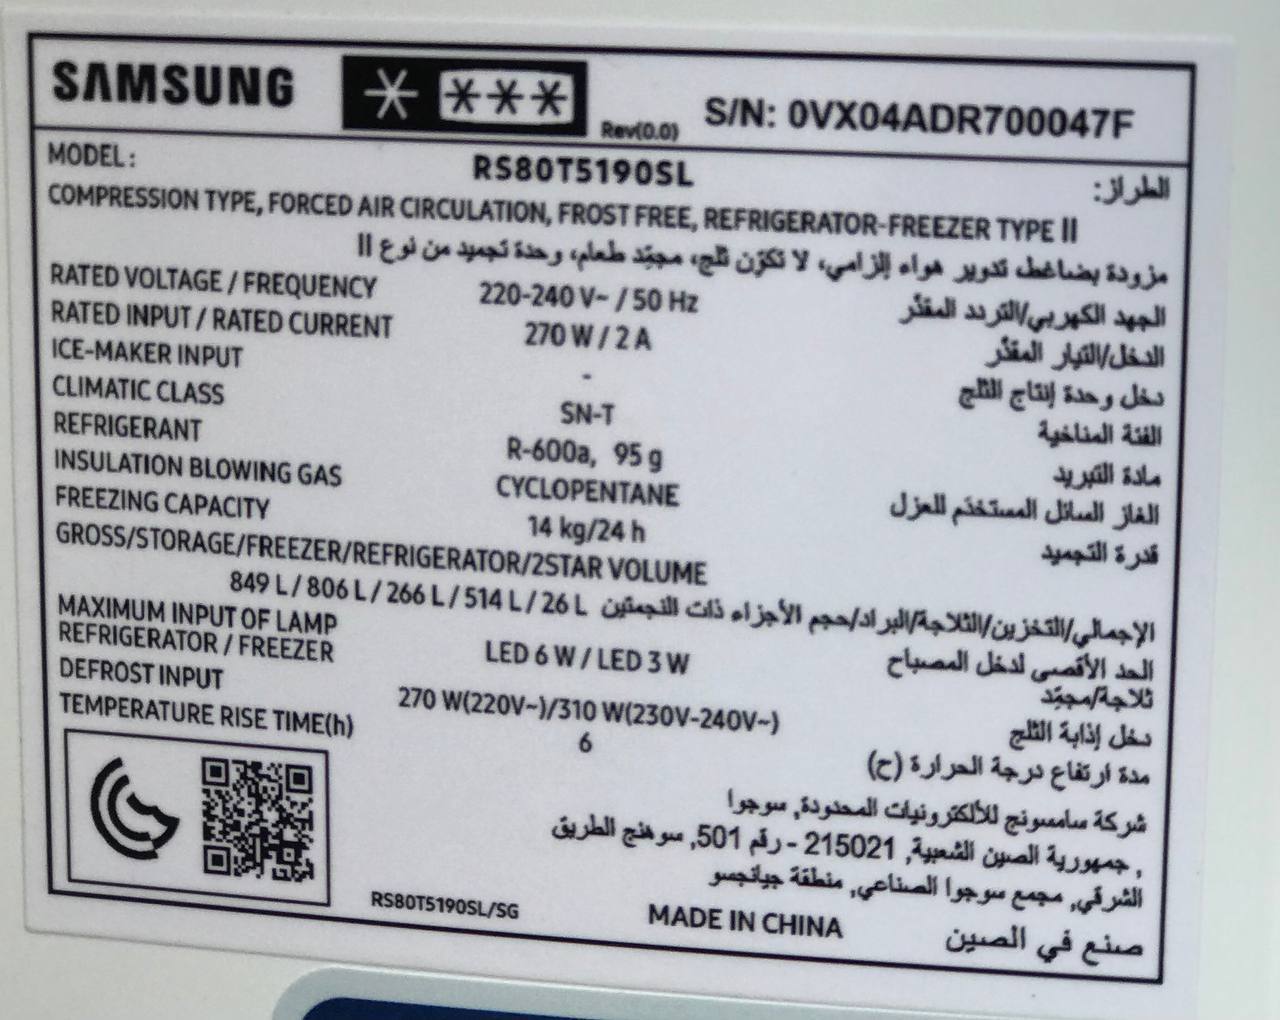 SAMSUNG Rev(0.0) S/N: 0VX04ADR700047F
MODEL: RS80T5190SL الطراز:
COMPRESSION TYPE, FORCED AIR CIRCULATION, FROST FREE, REFRIGERATOR-FREEZER TYPE II
مزودة بضاغط تدوير هواء إلزامي، لا تكوّن ثلج، مجمّد طعام، وحدة تجميد من نوع II
RATED VOLTAGE / FREQUENCY 220-240 V~ / 50 Hz الجهد الكهربي/التردد المقدَّر
RATED INPUT / RATED CURRENT 270 W / 2 A الدخل/التيار المقدَّر
ICE-MAKER INPUT - دخل وحدة إنتاج الثلج
CLIMATIC CLASS SN-T الفئة المناخية
REFRIGERANT R-600a, 95 g مادة التبريد
INSULATION BLOWING GAS CYCLOPENTANE الغاز السائل المستخدَم للعزل
FREEZING CAPACITY 14 kg/24 h قدرة التجميد
GROSS/STORAGE/FREEZER/REFRIGERATOR/2STAR VOLUME
849 L / 806 L / 266 L / 514 L / 26 L الإجمالي/التخزين/الثلاجة/البراد/حجم الأجزاء ذات النجمتين
MAXIMUM INPUT OF LAMP الحد الأقصى لدخل المصباح
REFRIGERATOR / FREEZER LED 6 W / LED 3 W ثلاجة/مجمّد
DEFROST INPUT 270 W(220V~)/310 W(230V-240V~) دخل إذابة الثلج
TEMPERATURE RISE TIME(h) 6 مدة ارتفاع درجة الحرارة (ح)
شركة سامسونج للألكترونيات المحدودة, سوجوا
, جمهورية الصين الشعبية, 215021 - رقم 501, سوهنج الطريق
الشرقي, مجمع سوجوا الصناعي, منطقة جيانجسو
RS80T5190SL/SG MADE IN CHINA صنع في الصين